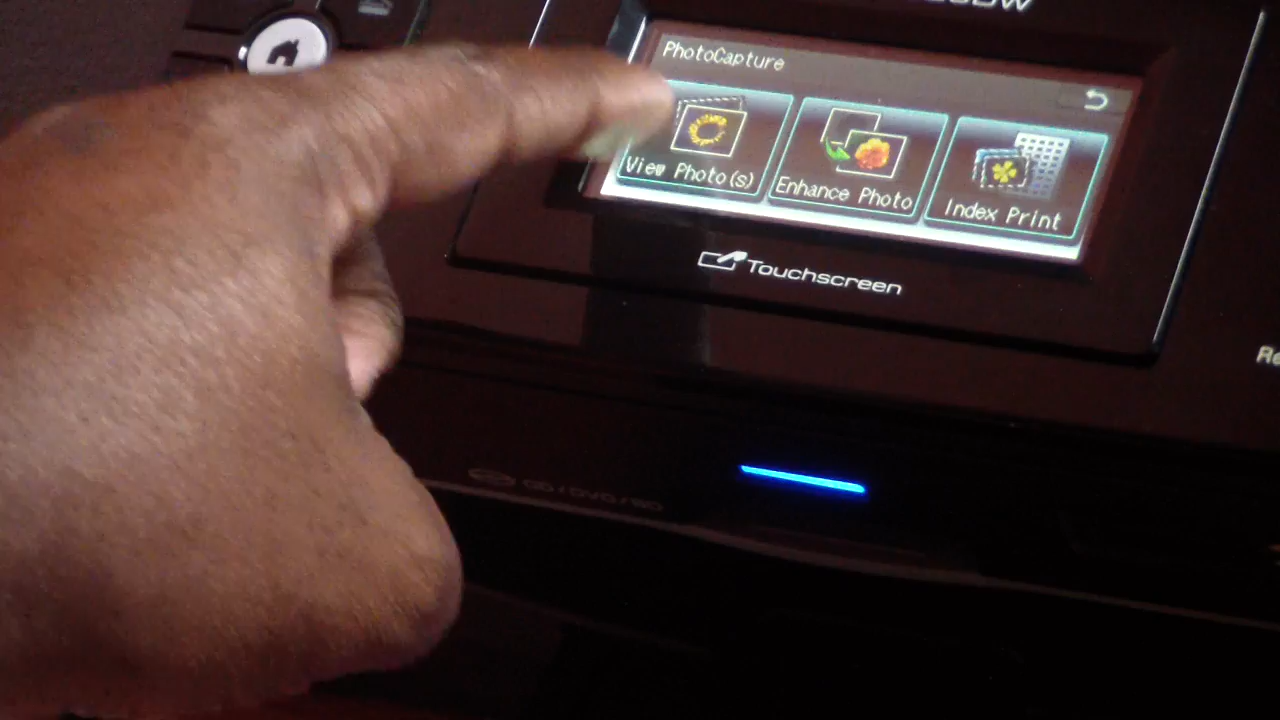 PhotoCapture
View Photo(s)
Enhance Photo
Index Print
Touchscreen